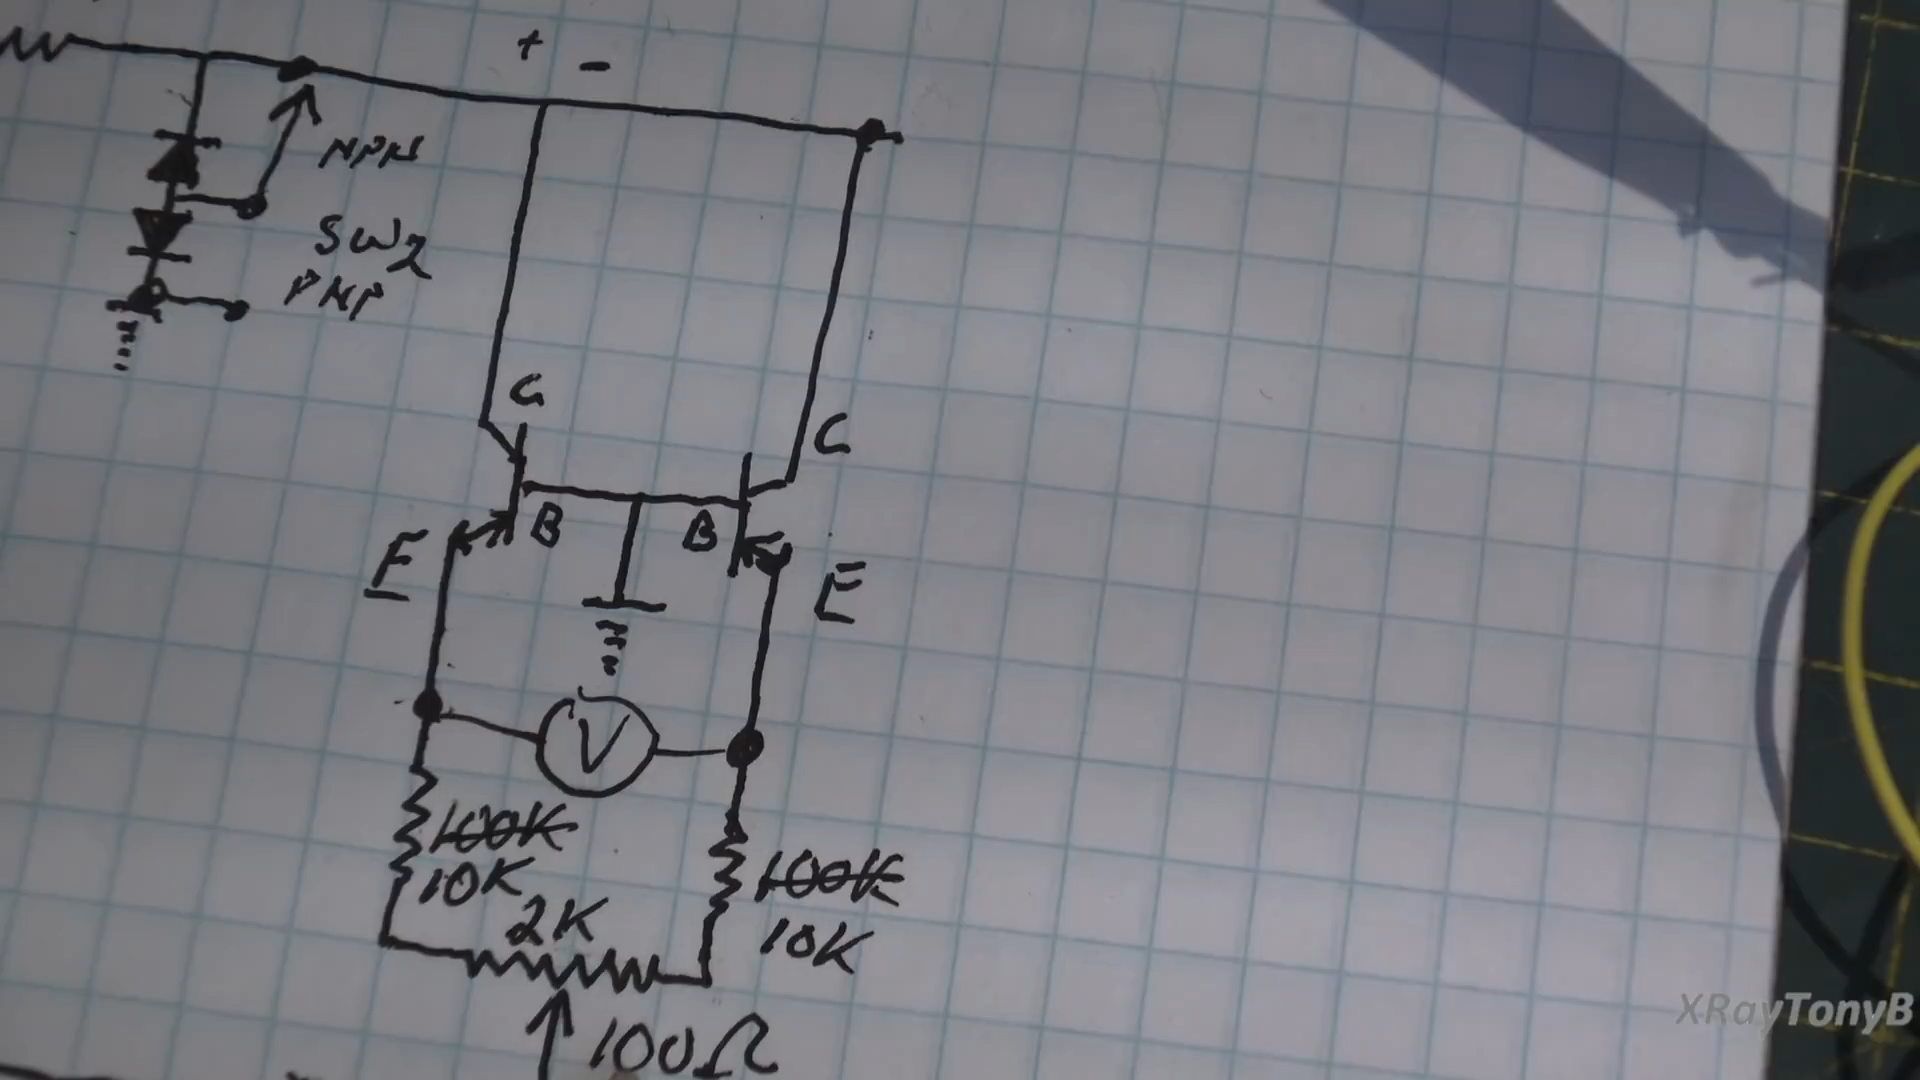 + -
NPN
SW2
PNP
C
C
B
B
E
E
V
100K
10K
2K
100K
10K
100Ω
XRayTonyB